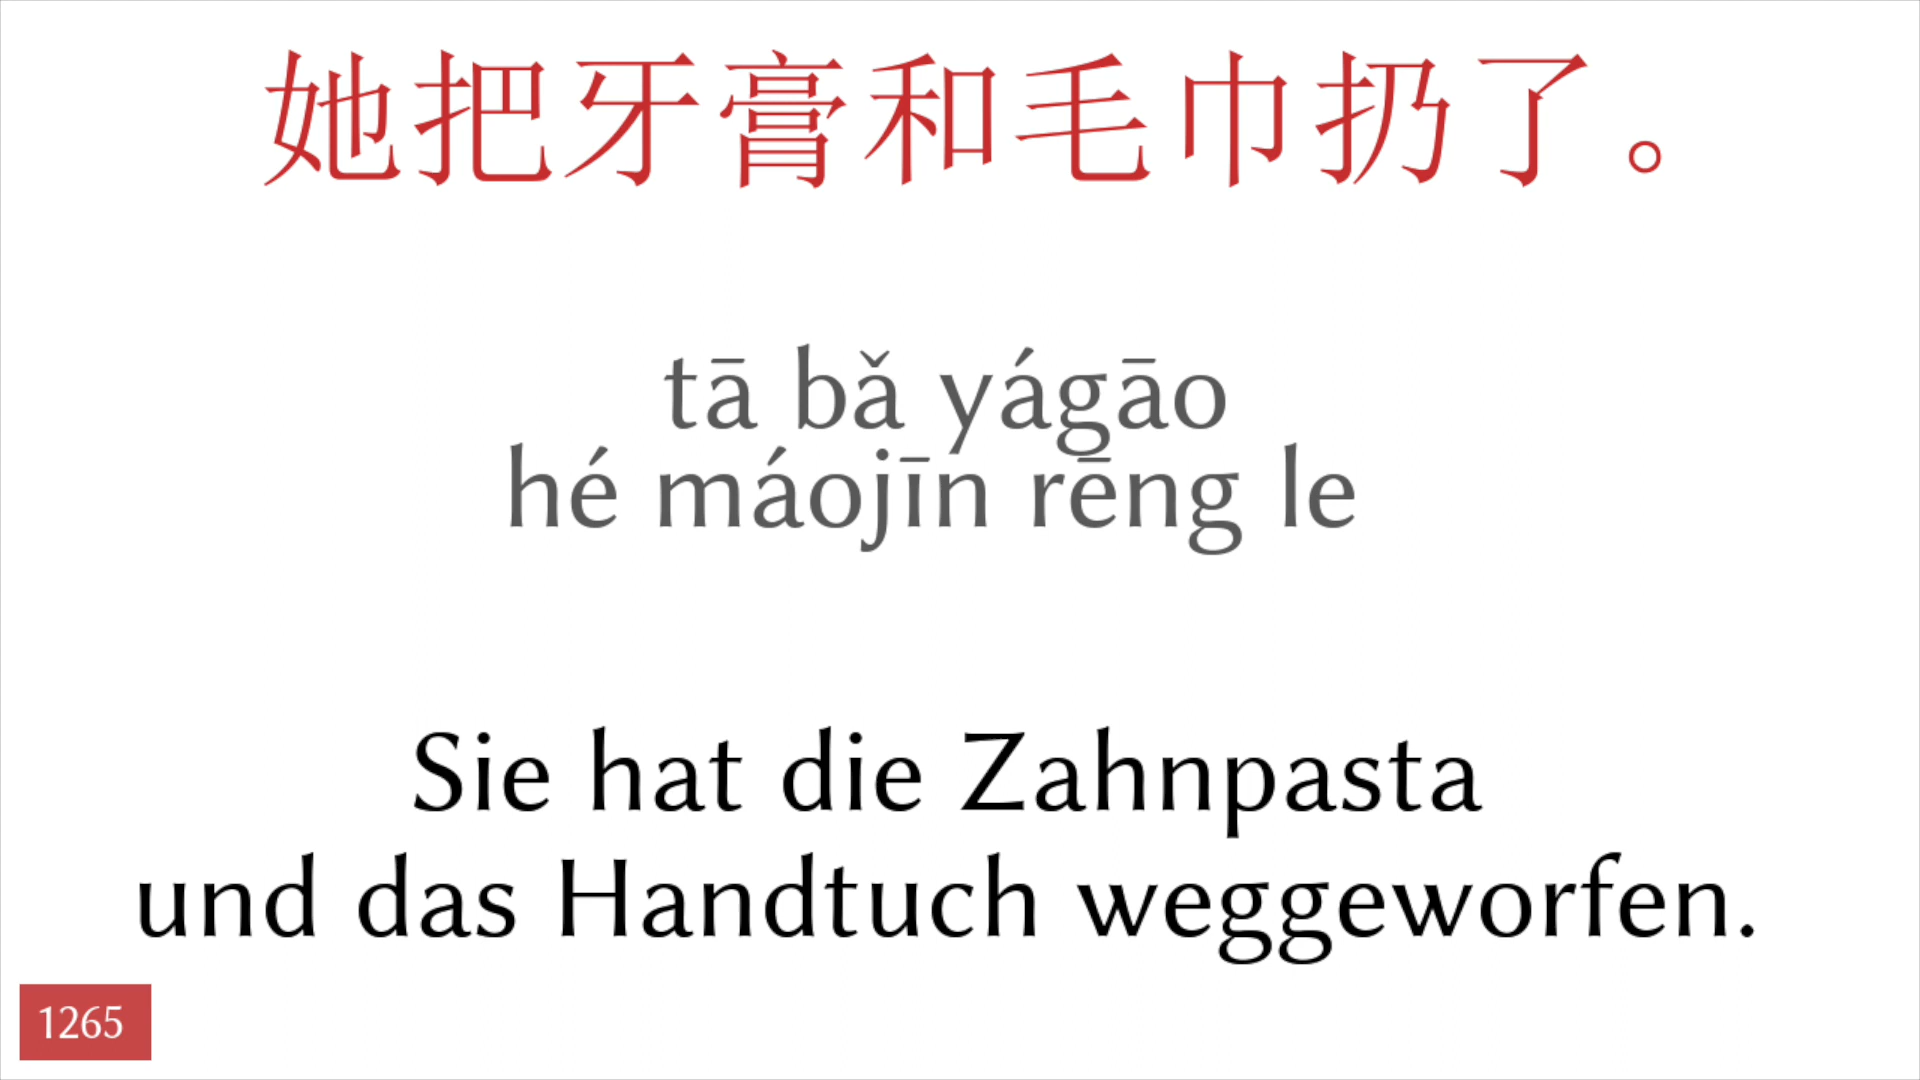 她把牙膏和毛巾扔了。
tā bǎ yágāo
hé máojīn rēng le
Sie hat die Zahnpasta
und das Handtuch weggeworfen.
1265